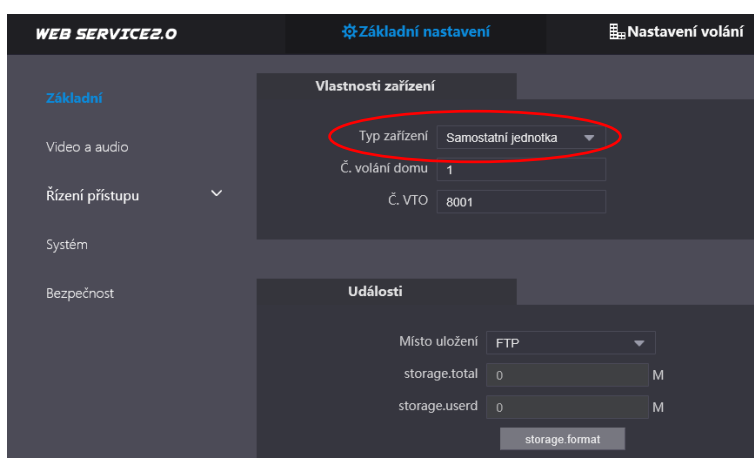 WEB SERVICE2.0
Základní nastavení
Nastavení volání
Základní
Video a audio
Řízení přístupu
Systém
Bezpečnost
Vlastnosti zařízení
Typ zařízení Samostatní jednotka
Č. volání domu 1
Č. VTO 8001
Události
Místo uložení FTP
storage.total 0 M
storage.userd 0 M
storage.format